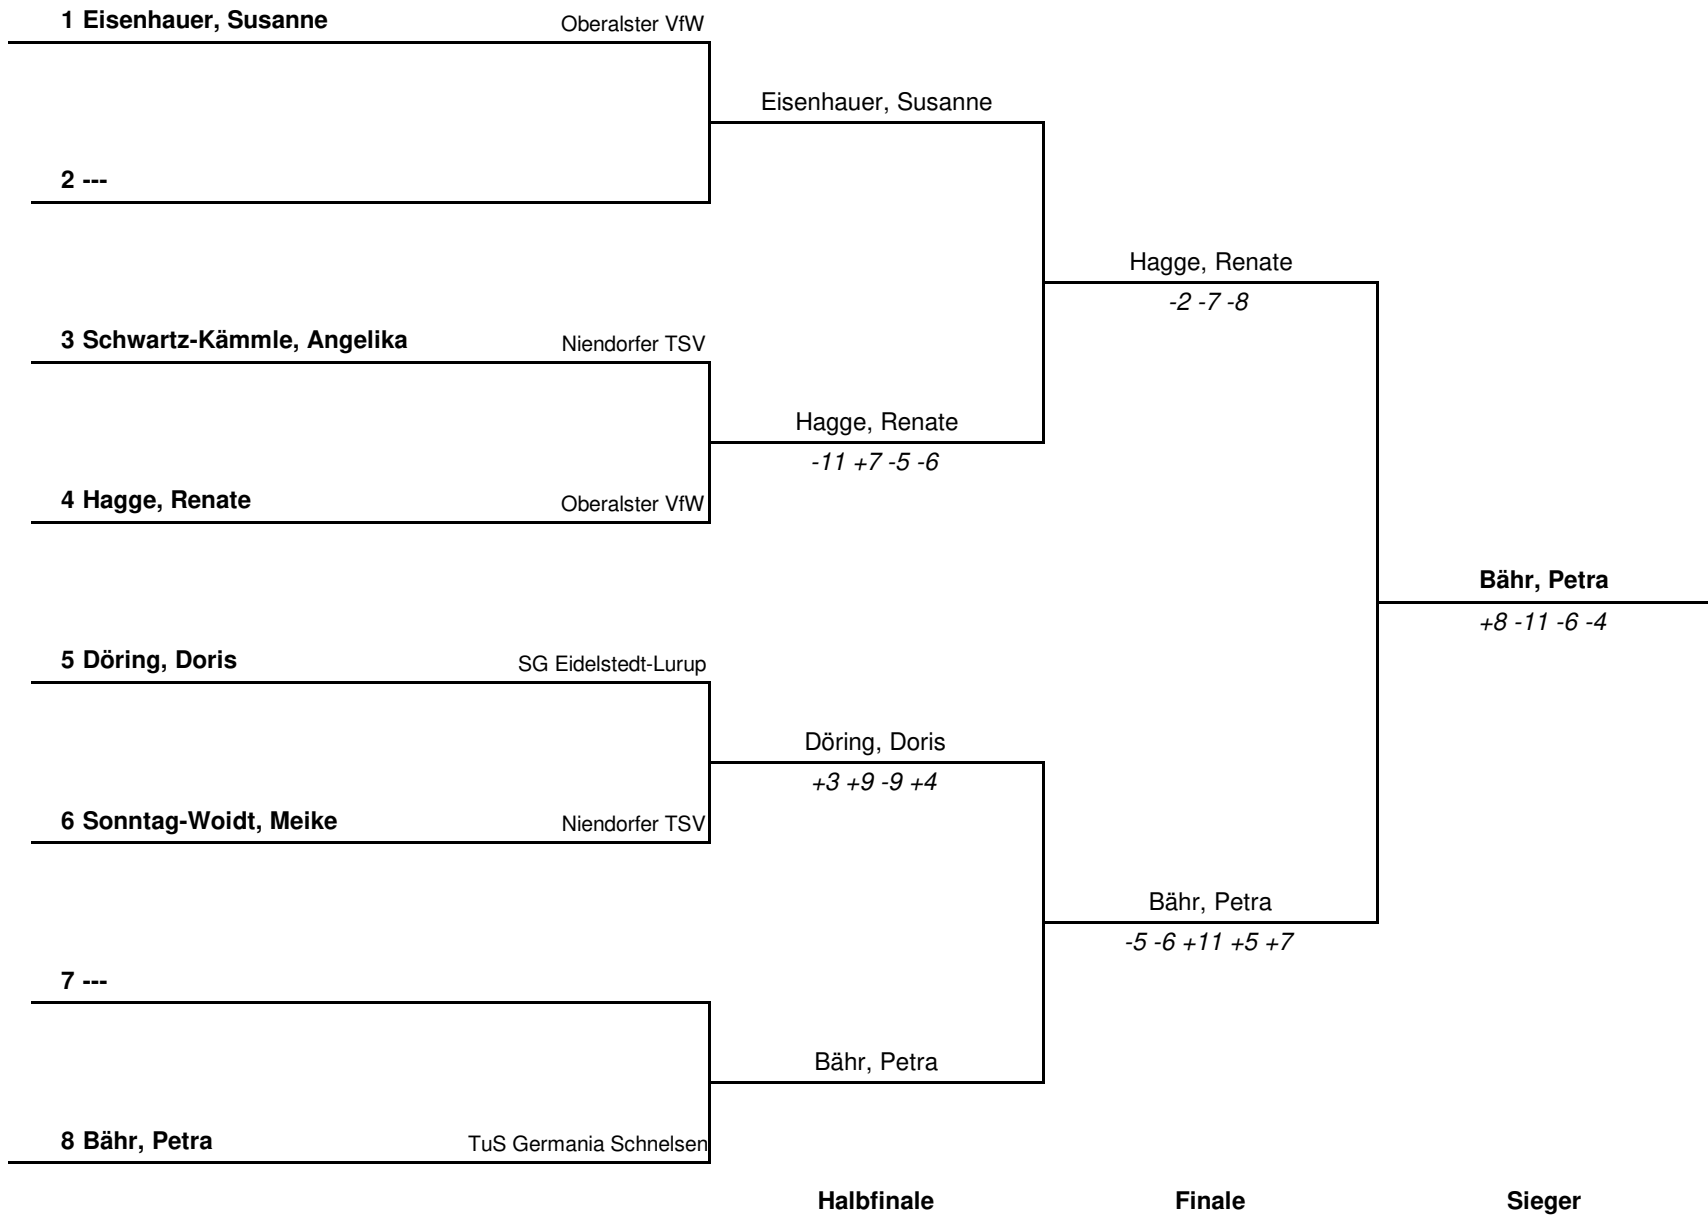 1 Eisenhauer, Susanne Oberalster VfW
Eisenhauer, Susanne
2 ---
Hagge, Renate
-2 -7 -8
3 Schwartz-Kämmle, Angelika Niendorfer TSV
Hagge, Renate
-11 +7 -5 -6
4 Hagge, Renate Oberalster VfW
Bähr, Petra
+8 -11 -6 -4
5 Döring, Doris SG Eidelstedt-Lurup
Döring, Doris
+3 +9 -9 +4
6 Sonntag-Woidt, Meike Niendorfer TSV
Bähr, Petra
-5 -6 +11 +5 +7
7 ---
Bähr, Petra
8 Bähr, Petra TuS Germania Schnelsen
Halbfinale Finale Sieger